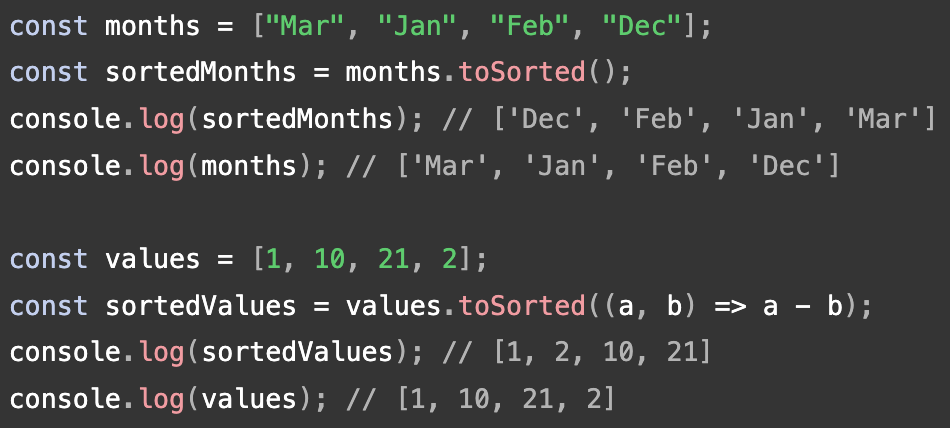 const months = ["Mar", "Jan", "Feb", "Dec"];
const sortedMonths = months.toSorted();
console.log(sortedMonths); // ['Dec', 'Feb', 'Jan', 'Mar']
console.log(months); // ['Mar', 'Jan', 'Feb', 'Dec']

const values = [1, 10, 21, 2];
const sortedValues = values.toSorted((a, b) => a - b);
console.log(sortedValues); // [1, 2, 10, 21]
console.log(values); // [1, 10, 21, 2]